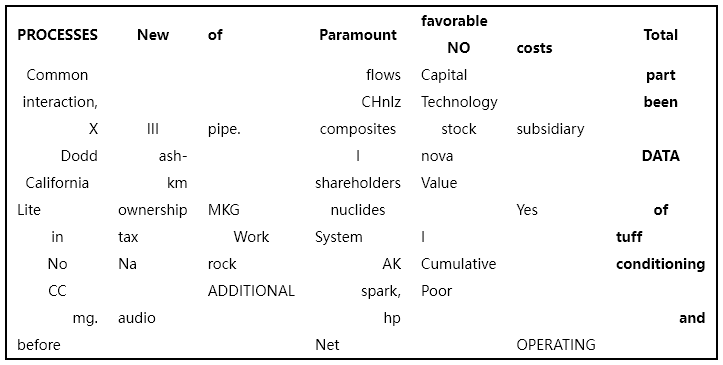 PROCESSES New of Paramount favorable NO costs Total
Common flows Capital part
interaction, CHnlz Technology been
X III pipe. composites stock subsidiary
Dodd ash- I nova DATA
California km shareholders Value
Lite ownership MKG nuclides Yes of
in tax Work System I tuff
No Na rock AK Cumulative conditioning
CC ADDITIONAL spark, Poor
mg. audio hp and
before Net OPERATING